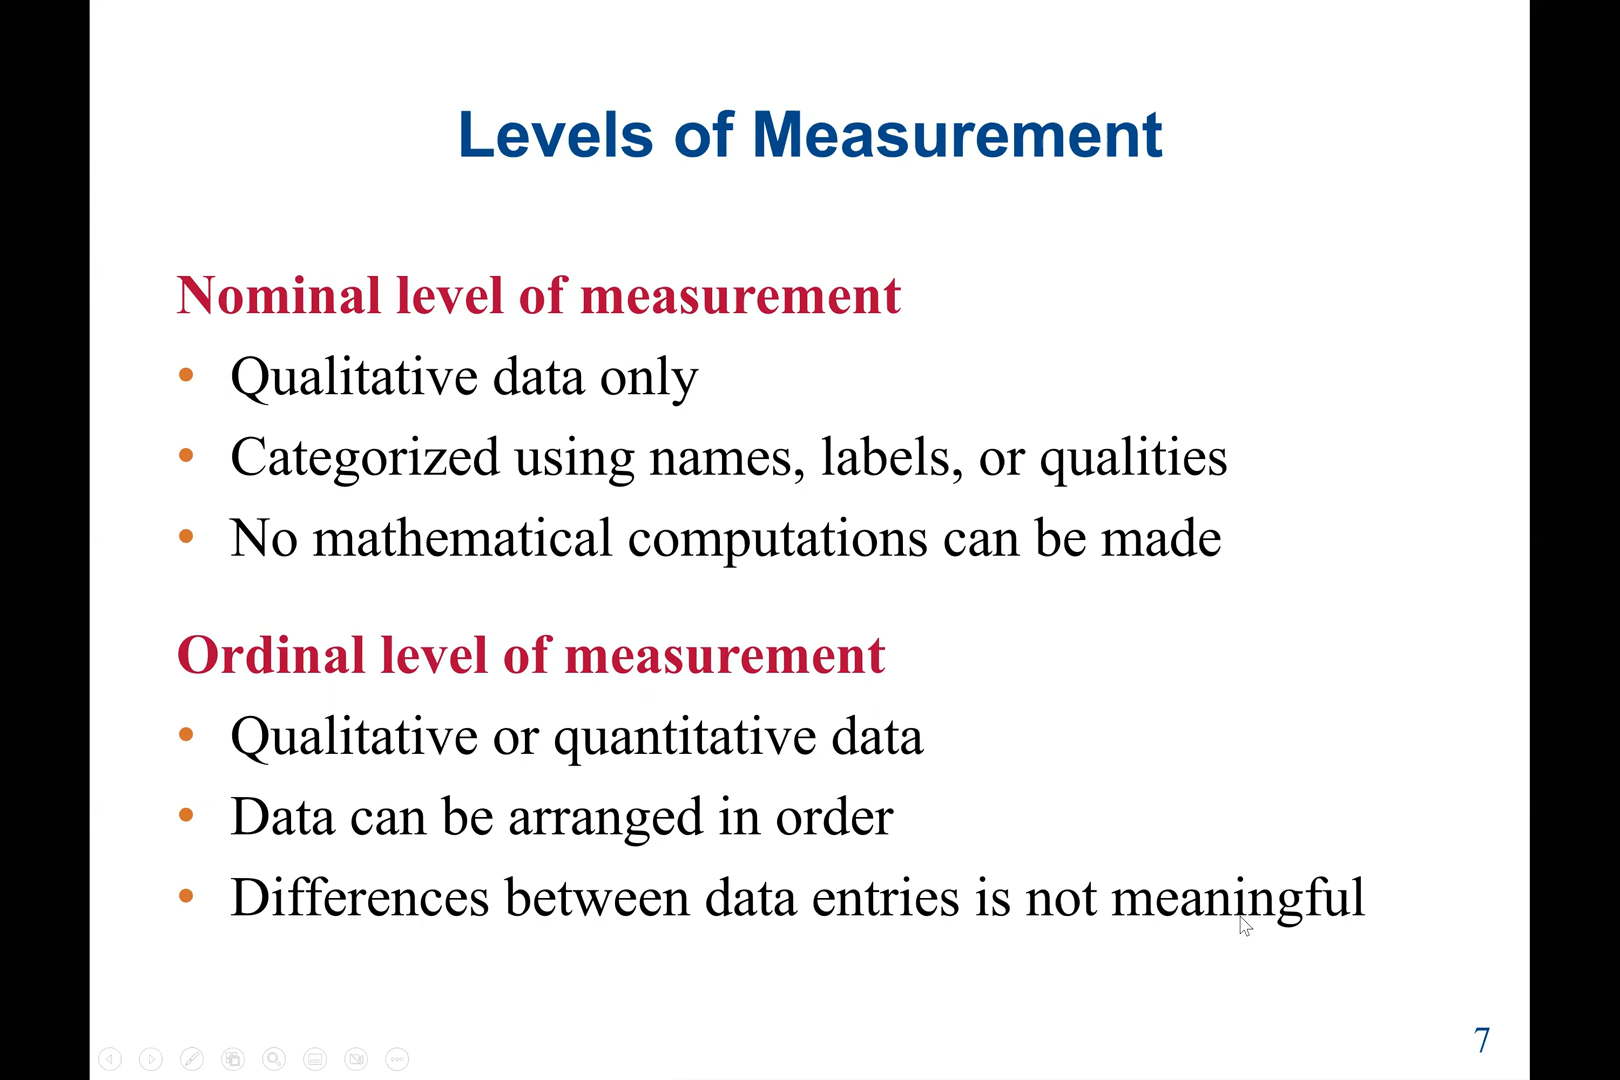 Levels of Measurement
Nominal level of measurement
• Qualitative data only
• Categorized using names, labels, or qualities
• No mathematical computations can be made
Ordinal level of measurement
• Qualitative or quantitative data
• Data can be arranged in order
• Differences between data entries is not meaningful
7